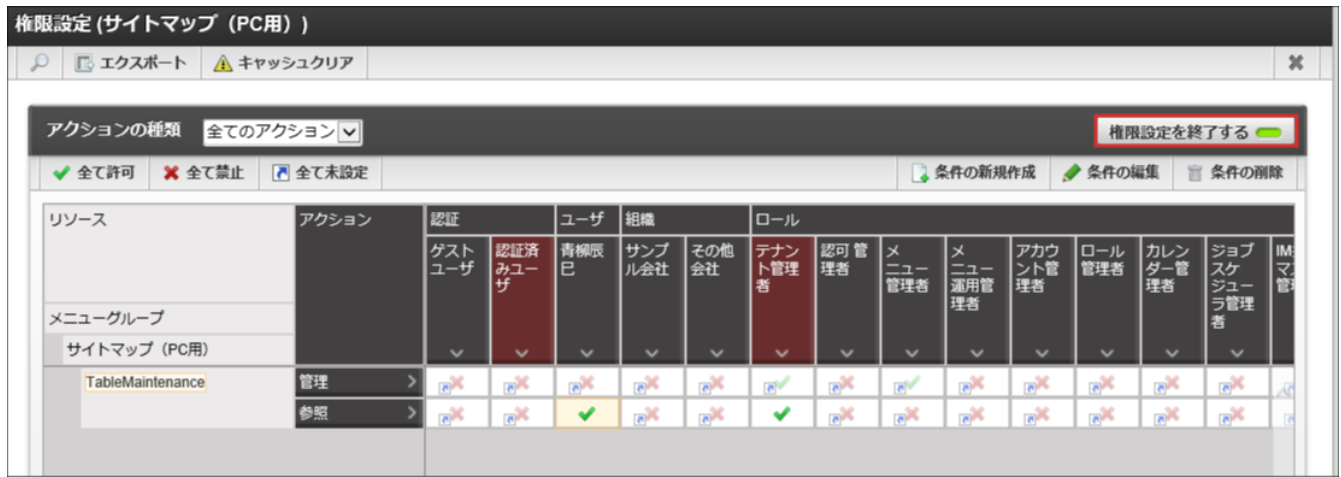 権限設定 (サイトマップ（PC用）)
エクスポート キャッシュクリア
アクションの種類 全てのアクション 権限設定を終了する
全て許可 全て禁止 全て未設定 条件の新規作成 条件の編集 条件の削除
リソース アクション 認証 ユーザ 組織 ロール
ゲスト
ユーザ
認証済
みユー
ザ
青柳辰
巳
サンプ
ル会社
その他
会社
テナン
ト管理
者
認可 管
理者
メ
ニュー
管理者
メ
ニュー
運用管
理者
アカウ
ント管
理者
ロール
管理者
カレン
ダー管
理者
ジョブ
スケ
ジュー
ラ管理
者
メニューグループ
サイトマップ（PC用）
TableMaintenance 管理
参照